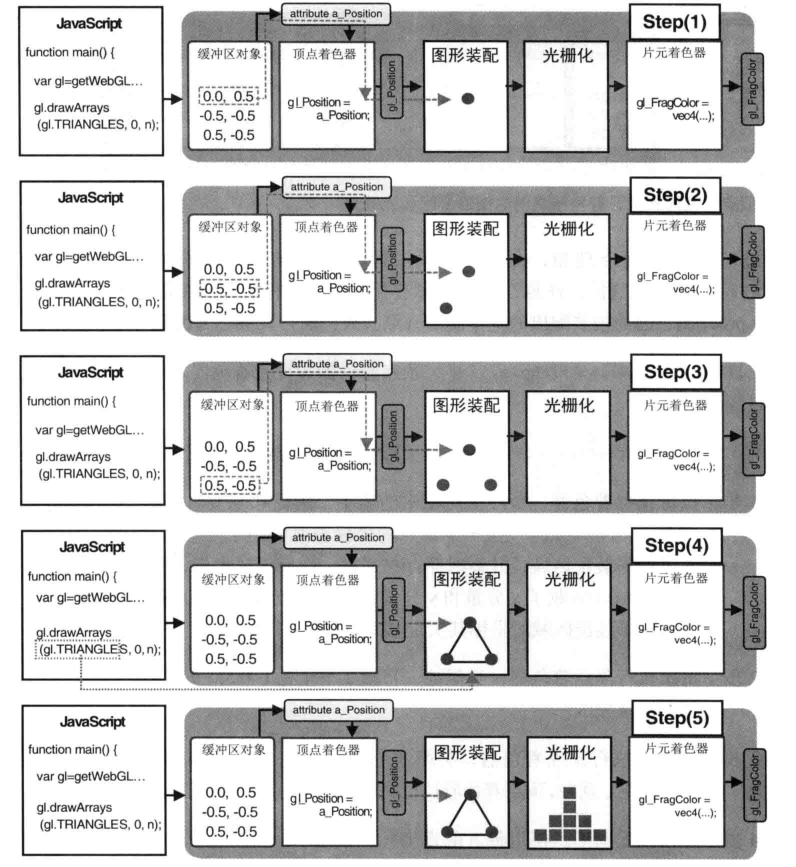 Step(1)
JavaScript
function main() {
var gl=getWebGL…
gl.drawArrays
(gl.TRIANGLES, 0, n);
attribute a_Position
缓冲区对象
0.0, 0.5
-0.5, -0.5
0.5, -0.5
顶点着色器
gl_Position =
a_Position;
gl_Position
图形装配
光栅化
片元着色器
gl_FragColor =
vec4(...);
gl_FragColor
Step(2)
JavaScript
function main() {
var gl=getWebGL…
gl.drawArrays
(gl.TRIANGLES, 0, n);
attribute a_Position
缓冲区对象
0.0, 0.5
-0.5, -0.5
0.5, -0.5
顶点着色器
gl_Position =
a_Position;
gl_Position
图形装配
光栅化
片元着色器
gl_FragColor =
vec4(...);
gl_FragColor
Step(3)
JavaScript
function main() {
var gl=getWebGL…
gl.drawArrays
(gl.TRIANGLES, 0, n);
attribute a_Position
缓冲区对象
0.0, 0.5
-0.5, -0.5
0.5, -0.5
顶点着色器
gl_Position =
a_Position;
gl_Position
图形装配
光栅化
片元着色器
gl_FragColor =
vec4(...);
gl_FragColor
Step(4)
JavaScript
function main() {
var gl=getWebGL…
gl.drawArrays
(gl.TRIANGLES, 0, n);
attribute a_Position
缓冲区对象
0.0, 0.5
-0.5, -0.5
0.5, -0.5
顶点着色器
gl_Position =
a_Position;
gl_Position
图形装配
光栅化
片元着色器
gl_FragColor =
vec4(...);
gl_FragColor
Step(5)
JavaScript
function main() {
var gl=getWebGL…
gl.drawArrays
(gl.TRIANGLES, 0, n);
attribute a_Position
缓冲区对象
0.0, 0.5
-0.5, -0.5
0.5, -0.5
顶点着色器
gl_Position =
a_Position;
gl_Position
图形装配
光栅化
片元着色器
gl_FragColor =
vec4(...);
gl_FragColor